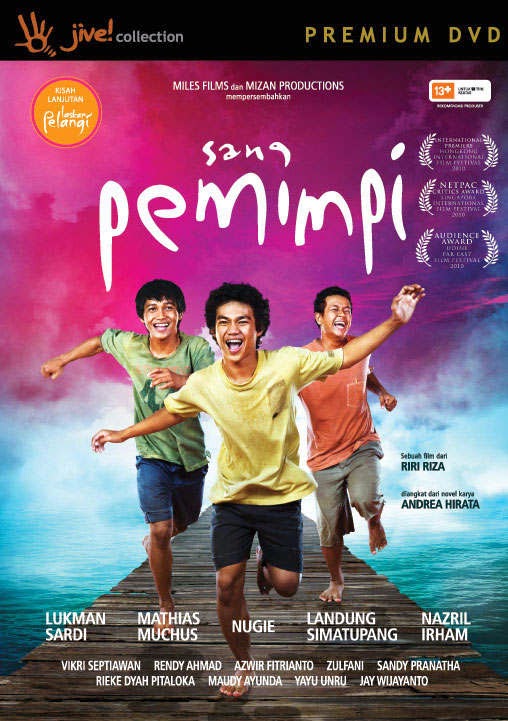 jive! collection
PREMIUM DVD
KISAH
LANJUTAN
laskar
pelangi
MILES FILMS dan MIZAN PRODUCTIONS
mempersembahkan
13+
sang
pemimpi
INTERNATIONAL
PREMIERE
HONGKONG
INTERNATIONAL
FILM FESTIVAL
2010
NETPAC
CRITICS AWARD
SINGAPORE
INTERNATIONAL
FILM FESTIVAL
2010
AUDIENCE
AWARD
UDINE
FAR EAST
FILM FESTIVAL
2010
Sebuah film dari
RIRI RIZA
diangkat dari novel karya
ANDREA HIRATA
LUKMAN
SARDI
MATHIAS
MUCHUS
NUGIE
LANDUNG
SIMATUPANG
NAZRIL
IRHAM
VIKRI SEPTIAWAN RENDY AHMAD AZWIR FITRIANTO ZULFANI SANDY PRANATHA
RIEKE DYAH PITALOKA MAUDY AYUNDA YAYU UNRU JAY WIJAYANTO